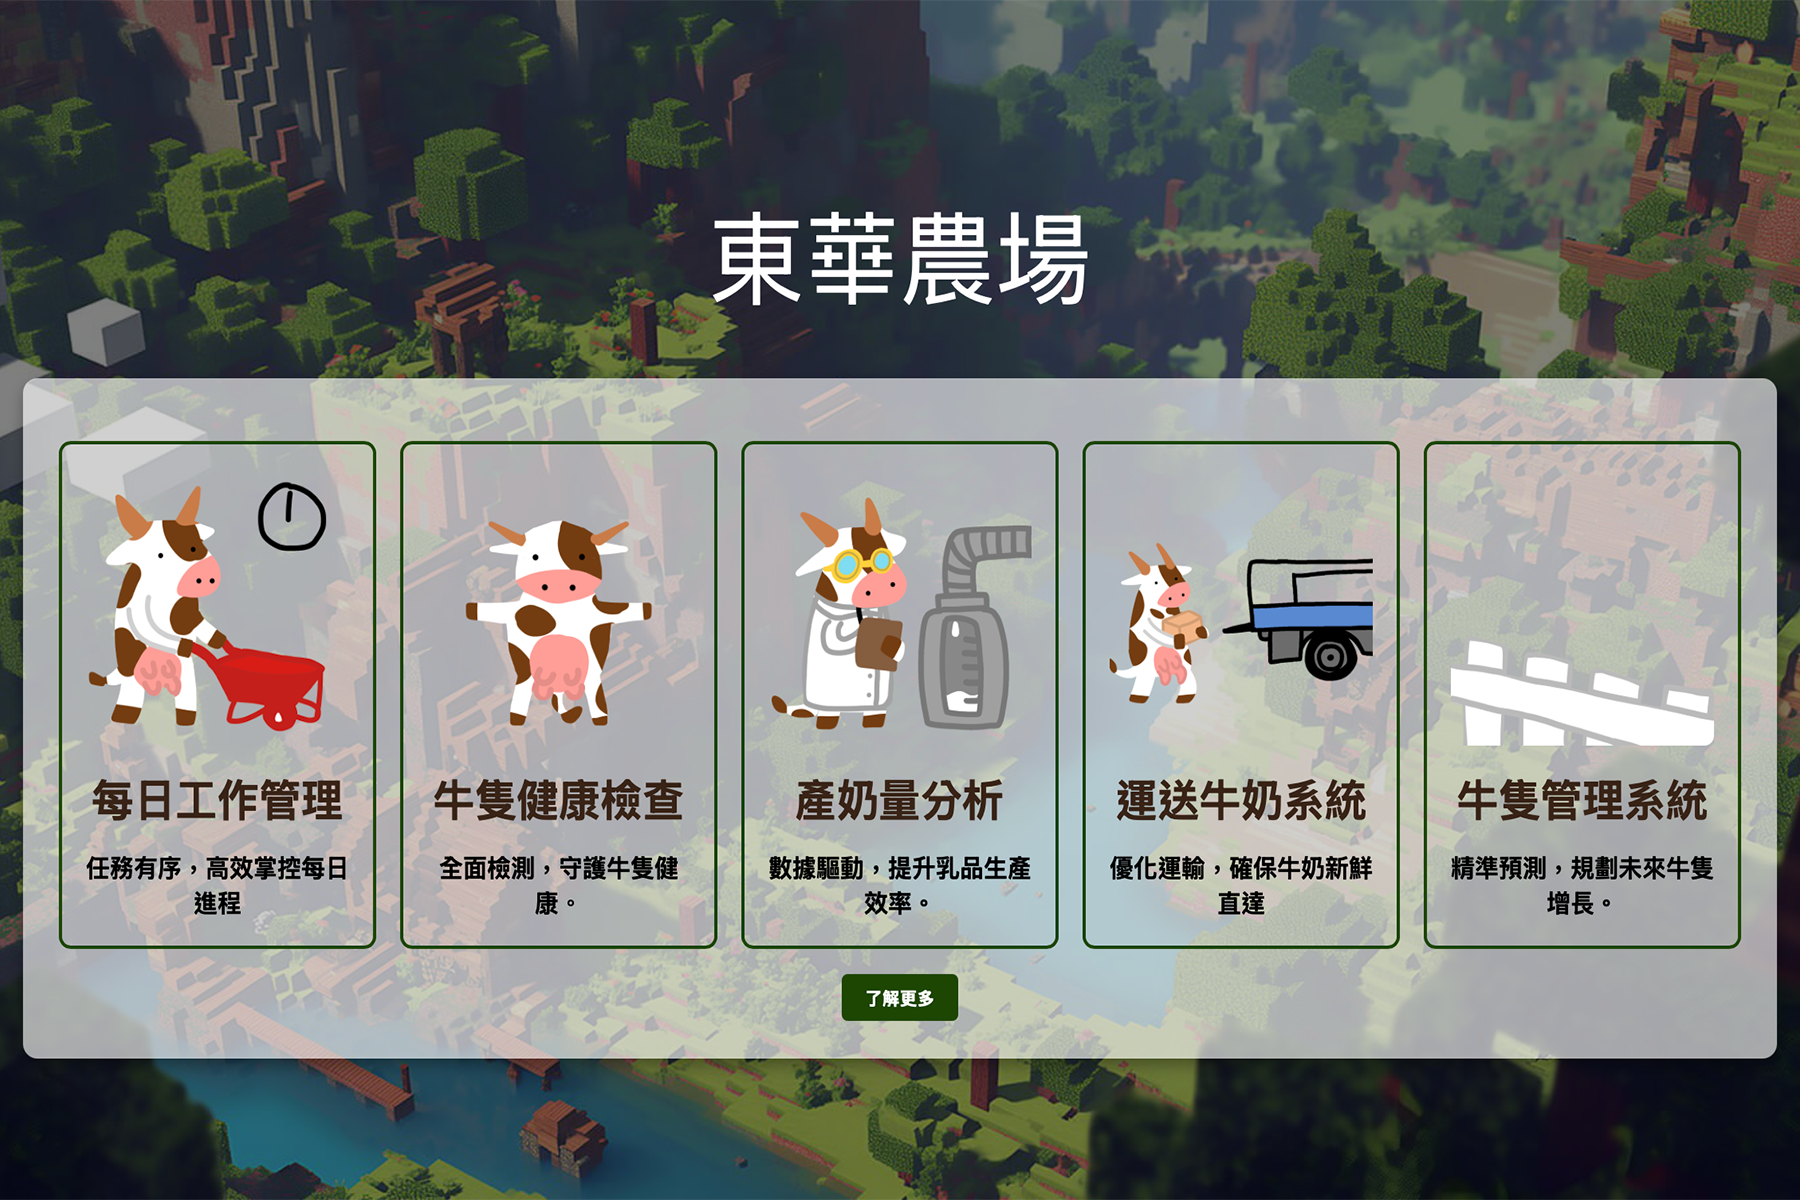 東華農場
每日工作管理
任務有序，高效掌控每日
進程
牛隻健康檢查
全面檢測，守護牛隻健
康。
產奶量分析
數據驅動，提升乳品生產
效率。
運送牛奶系統
優化運輸，確保牛奶新鮮
直達
牛隻管理系統
精準預測，規劃未來牛隻
增長。
了解更多